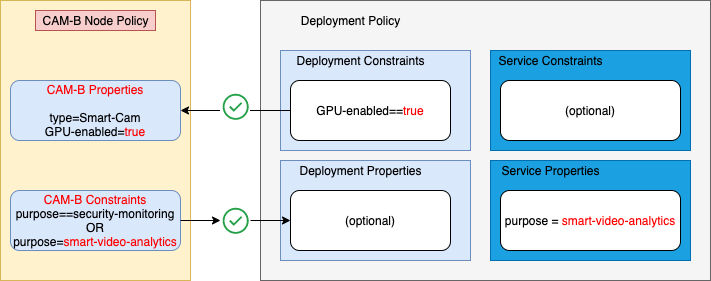 CAM-B Node Policy
CAM-B Properties
type=Smart-Cam
GPU-enabled=true
CAM-B Constraints
purpose==security-monitoring
OR
purpose=smart-video-analytics
Deployment Policy
Deployment Constraints
GPU-enabled==true
Service Constraints
(optional)
Deployment Properties
(optional)
Service Properties
purpose = smart-video-analytics